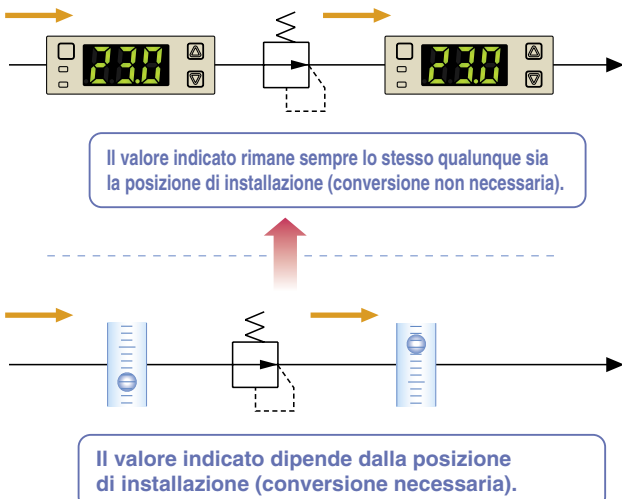 23.0 23.0
Il valore indicato rimane sempre lo stesso qualunque sia
la posizione di installazione (conversione non necessaria).
Il valore indicato dipende dalla posizione
di installazione (conversione necessaria).